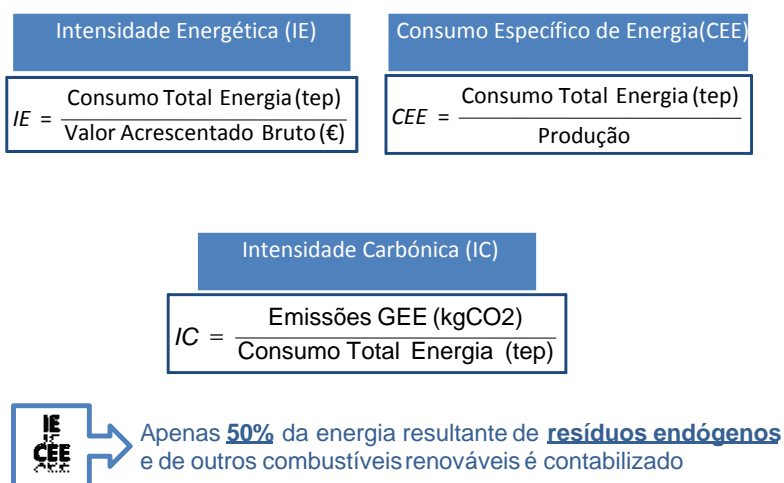 Intensidade Energética (IE)
Consumo Específico de Energia(CEE)
IE = Consumo Total Energia (tep)
Valor Acrescentado Bruto (€)
CEE = Consumo Total Energia (tep)
Produção
Intensidade Carbónica (IC)
IC = Emissões GEE (kgCO2)
Consumo Total Energia (tep)
IE
CEE
Apenas 50% da energia resultante de resíduos endógenos
e de outros combustíveis renováveis é contabilizado